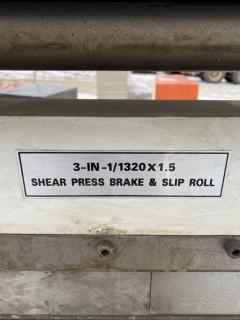 3-IN-1/1320X1.5
SHEAR PRESS BRAKE & SLIP ROLL